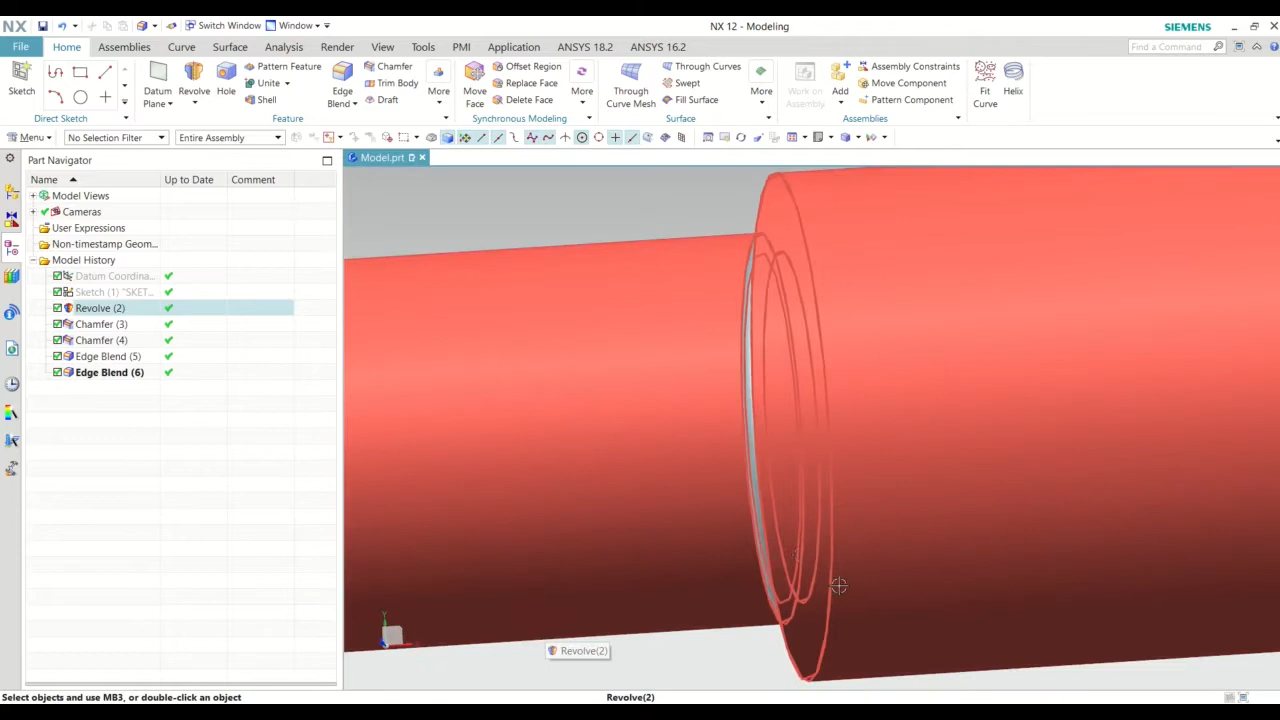 NX Switch Window Window NX 12 - Modeling SIEMENS
File Home Assemblies Curve Surface Analysis Render View Tools PMI Application ANSYS 18.2 ANSYS 16.2 Find a Command
Sketch
Direct Sketch
Datum Plane
Revolve
Hole
Pattern Feature
Unite
Shell
Edge Blend
Chamfer
Trim Body
Draft
More
Feature
Move Face
Offset Region
Replace Face
Delete Face
More
Synchronous Modeling
Through Curve Mesh
Through Curves
Swept
Fill Surface
More
Surface
Work on Assembly
Add
Assembly Constraints
Move Component
Pattern Component
Assemblies
Fit Curve
Helix
Menu No Selection Filter Entire Assembly
Part Navigator
Model.prt
Name Up to Date Comment
Model Views
Cameras
User Expressions
Non-timestamp Geom...
Model History
Datum Coordina...
Sketch (1) "SKET...
Revolve (2)
Chamfer (3)
Chamfer (4)
Edge Blend (5)
Edge Blend (6)
Y
Revolve(2)
Select objects and use MB3, or double-click an object Revolve(2)